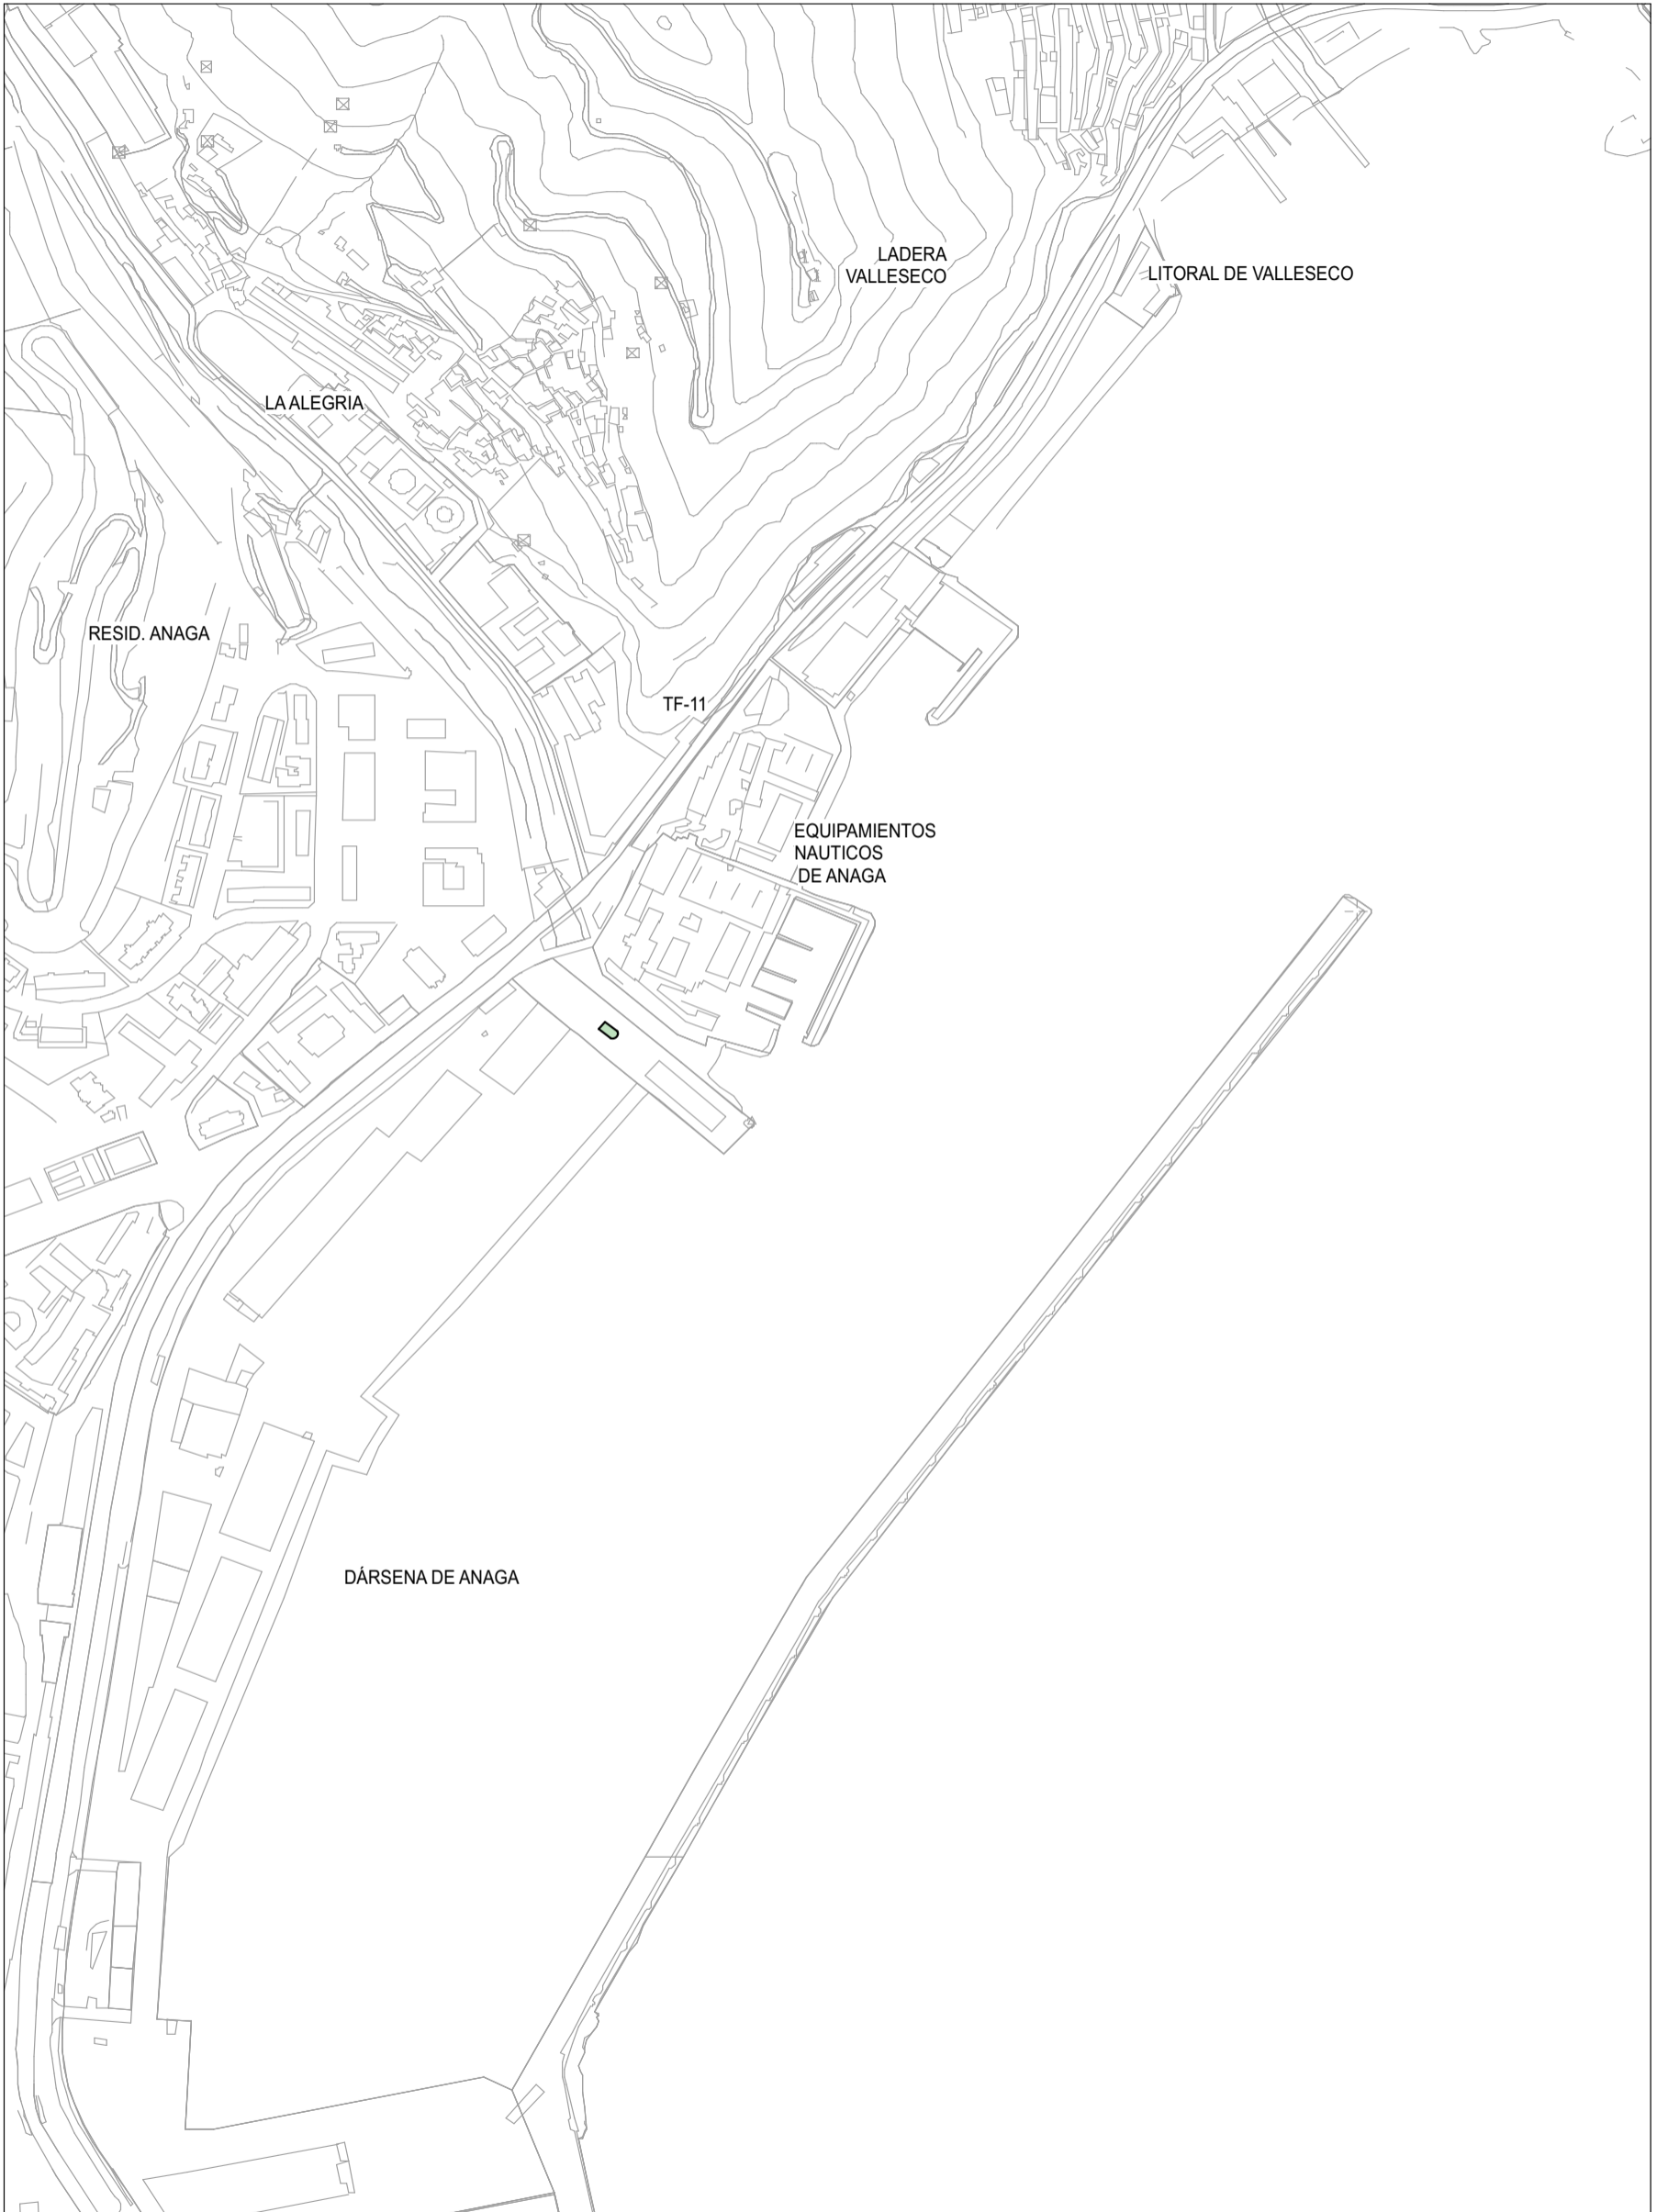 LADERA
VALLESECO
LITORAL DE VALLESECO
LA ALEGRIA
RESID. ANAGA
TF-11
EQUIPAMIENTOS
NAUTICOS
DE ANAGA
DÁRSENA DE ANAGA